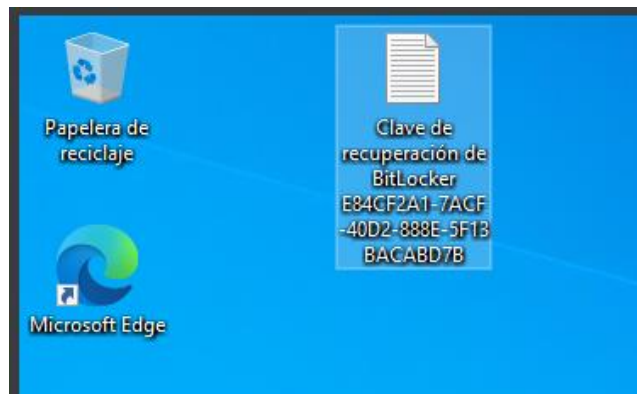 Papelera de
reciclaje
Clave de
recuperación de
BitLocker
E84CF2A1-7ACF
-40D2-888E-5F13
BACABD7B
Microsoft Edge